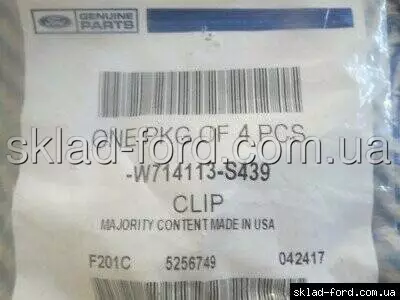 Ford
GENUINE
PARTS
ONE PKG OF 4 PCS
sklad-ford.com.ua
-W714113-S439
CLIP
MAJORITY CONTENT MADE IN USA
F201C 5256749 042417
sklad-ford.com.ua